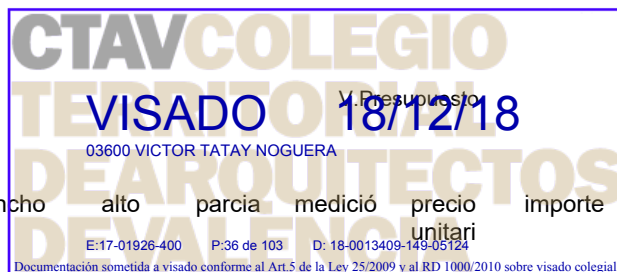 CTAVCOLEGIO
TERRITORIAL
V.Presupuesto
VISADO 18/12/18
03600 VICTOR TATAY NOGUERA
DEARQUITECTOS
ncho alto parcia medició precio importe
unitari
DEVALENCIA
E:17-01926-400 P:36 de 103 D: 18-0013409-149-05124
Documentación sometida a visado conforme al Art.5 de la Ley 25/2009 y al RD 1000/2010 sobre visado colegial